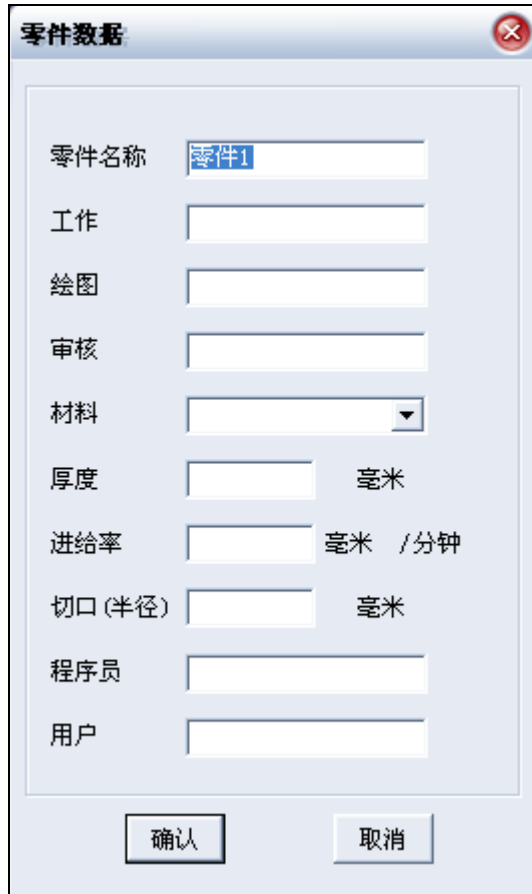 零件数据
零件名称 零件1
工作
绘图
审核
材料
厚度 毫米
进给率 毫米 /分钟
切口(半径) 毫米
程序员
用户
确认 取消